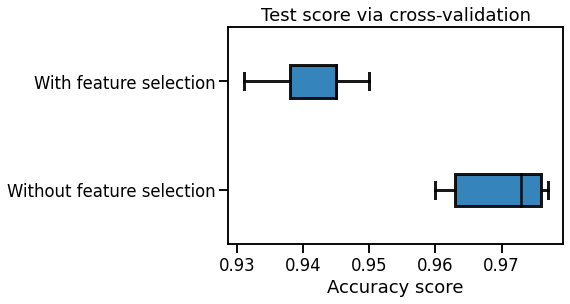 Test score via cross-validation
With feature selection
Without feature selection
0.93 0.94 0.95 0.96 0.97
Accuracy score